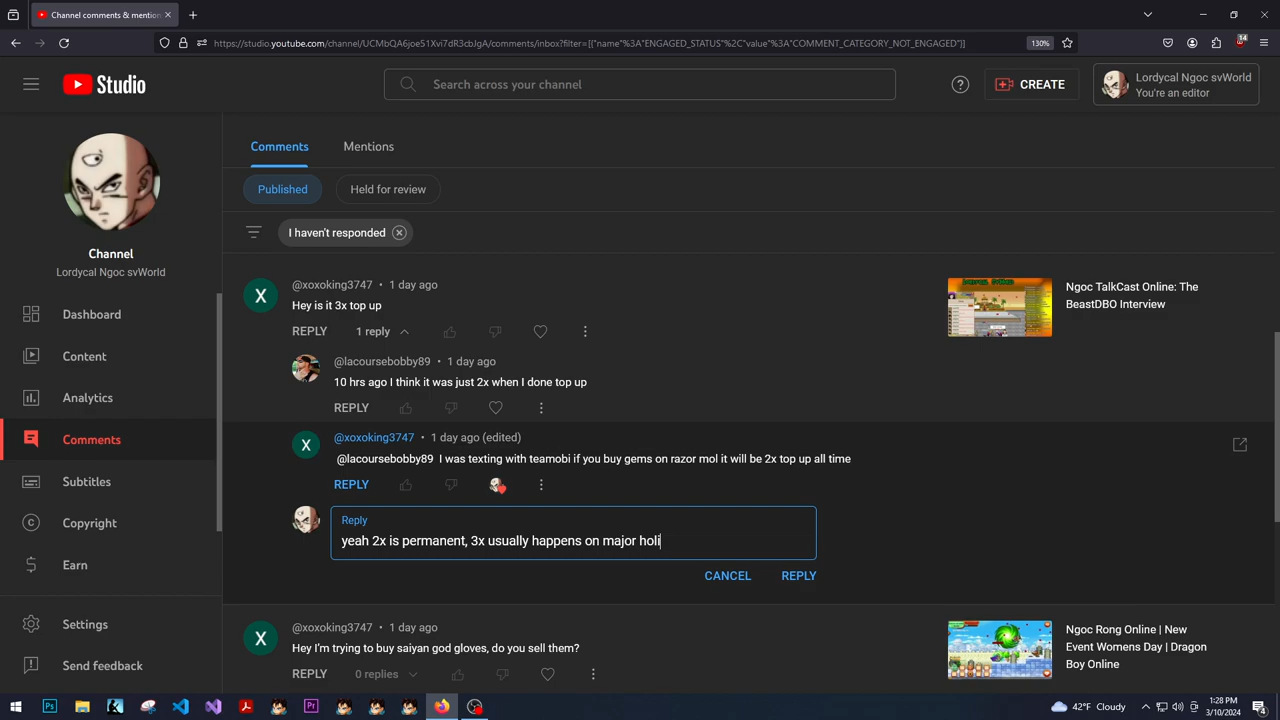 Channel comments & mention
https://studio.youtube.com/channel/UCMbQA6joe51Xvi7dR3cbJgA/comments/inbox?filter=[{"name"%3A"ENGAGED_STATUS"%2C"value"%3A"COMMENT_CATEGORY_NOT_ENGAGED"}]
130%
14
Studio
Search across your channel
CREATE
Lordycal Ngoc svWorld
You're an editor
Channel
Lordycal Ngoc svWorld
Dashboard
Content
Analytics
Comments
Subtitles
Copyright
Earn
Settings
Send feedback
Comments
Mentions
Published
Held for review
I haven't responded
X
@xoxoking3747 • 1 day ago
Hey is it 3x top up
REPLY
1 reply
Ngoc TalkCast Online: The
BeastDBO Interview
@lacoursebobby89 • 1 day ago
10 hrs ago I think it was just 2x when I done top up
REPLY
X
@xoxoking3747 • 1 day ago (edited)
@lacoursebobby89 I was texting with teamobi if you buy gems on razor mol it will be 2x top up all time
REPLY
Reply
yeah 2x is permanent, 3x usually happens on major holi
CANCEL
REPLY
X
@xoxoking3747 • 1 day ago
Hey I'm trying to buy saiyan god gloves, do you sell them?
REPLY
0 replies
Ngoc Rong Online | New
Event Womens Day | Dragon
Boy Online
Ps
Pr
42°F Cloudy
1:28 PM
3/10/2024
4